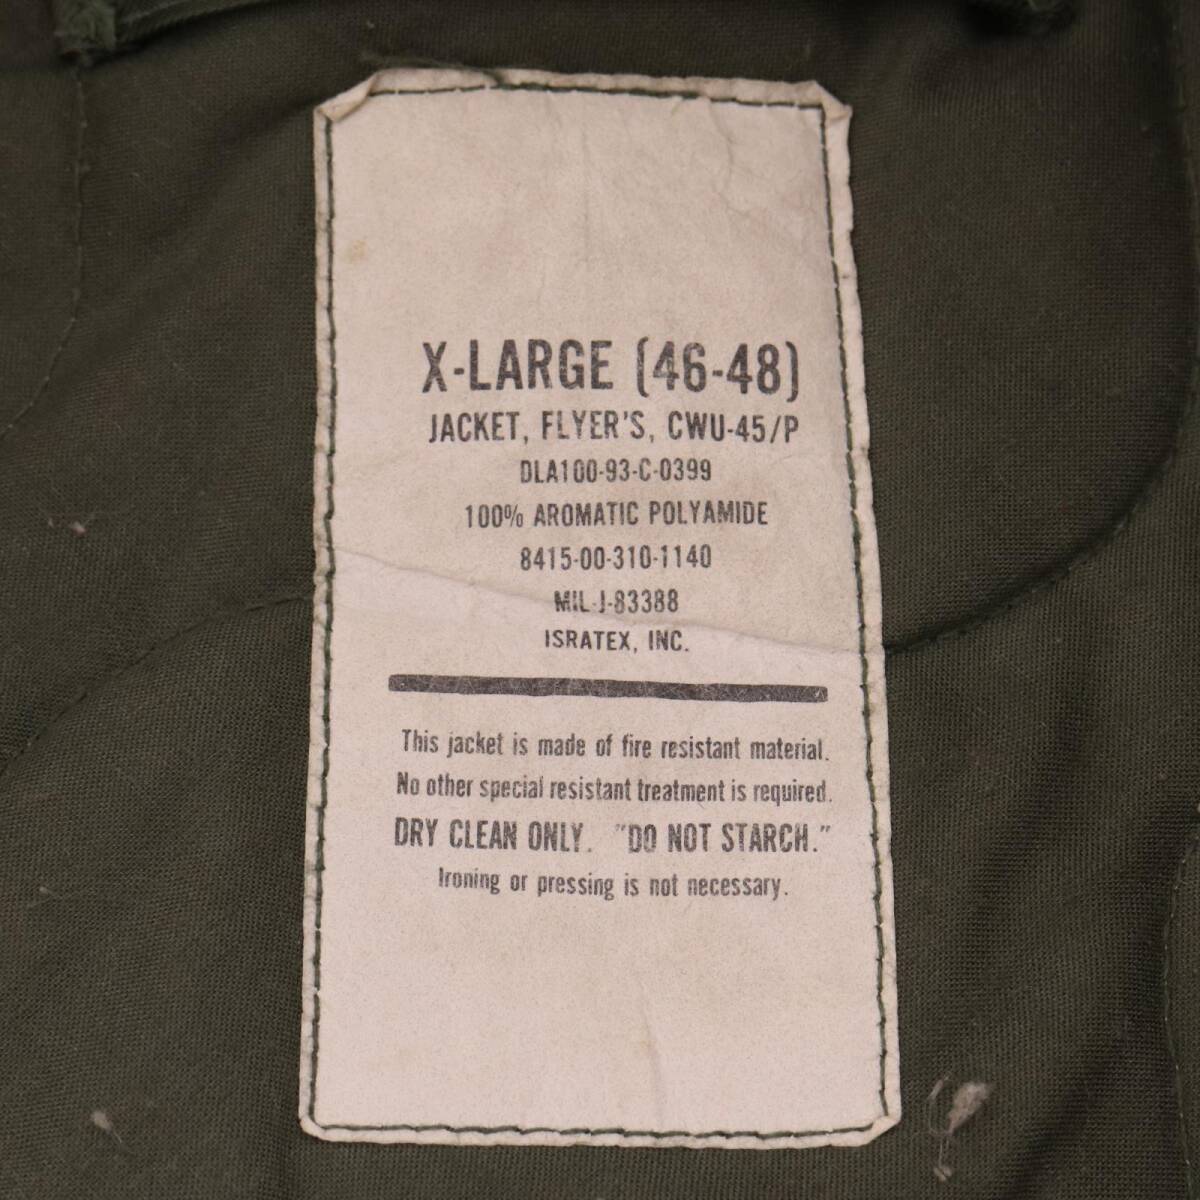 X-LARGE (46-48)
JACKET, FLYER'S, CWU-45/P
DLA100-93-C-0399
100% AROMATIC POLYAMIDE
8415-00-310-1140
MIL-J-83388
ISRATEX, INC.
This jacket is made of fire resistant material.
No other special resistant treatment is required.
DRY CLEAN ONLY. "DO NOT STARCH."
Ironing or pressing is not necessary.